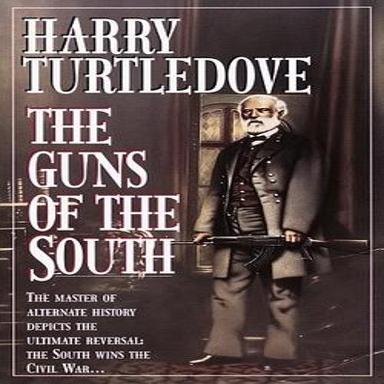 HARRY
TURTLEDOVE
THE
GUNS
OF THE
SOUTH
THE MASTER OF
ALTERNATE HISTORY
DEPICTS THE
ULTIMATE REVERSAL:
THE SOUTH WINS THE
CIVIL WAR...